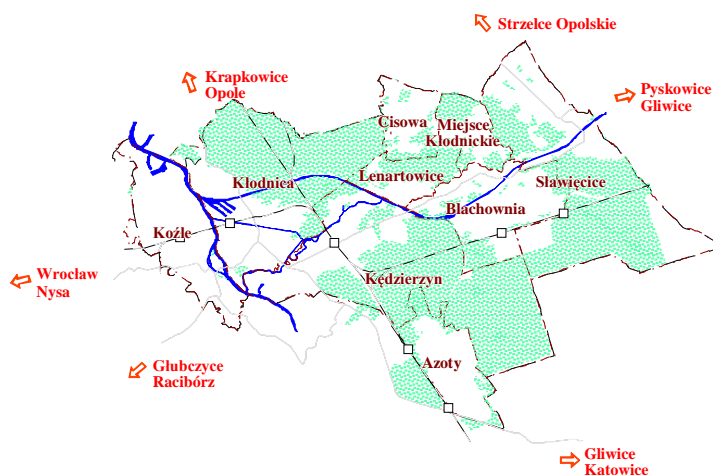 Strzelce Opolskie
Krapkowice
Opole
Pyskowice
Gliwice
Cisowa
Miejsce
Kłodnickie
Lenartowice
Kłodnica
Sławięcice
Blachownia
Koźle
Wrocław
Nysa
Kędzierzyn
Głubczyce
Racibórz
Azoty
Gliwice
Katowice